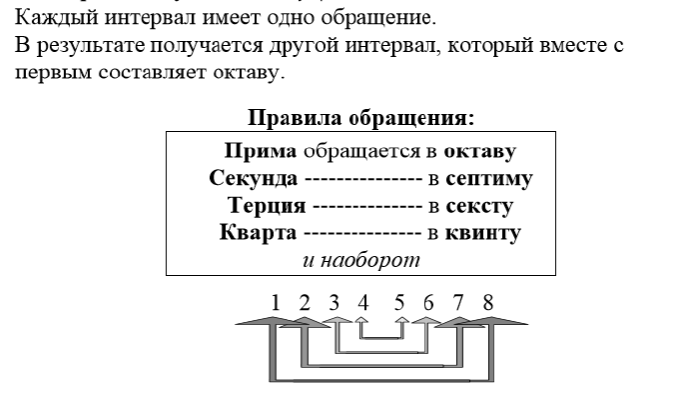 Каждый интервал имеет одно обращение.
В результате получается другой интервал, который вместе с
первым составляет октаву.
Правила обращения:
Прима обращается в октаву
Секунда --------------- в септиму
Терция -------------- в сексту
Кварта --------------- в квинту
и наоборот
1 2 3 4 5 6 7 8